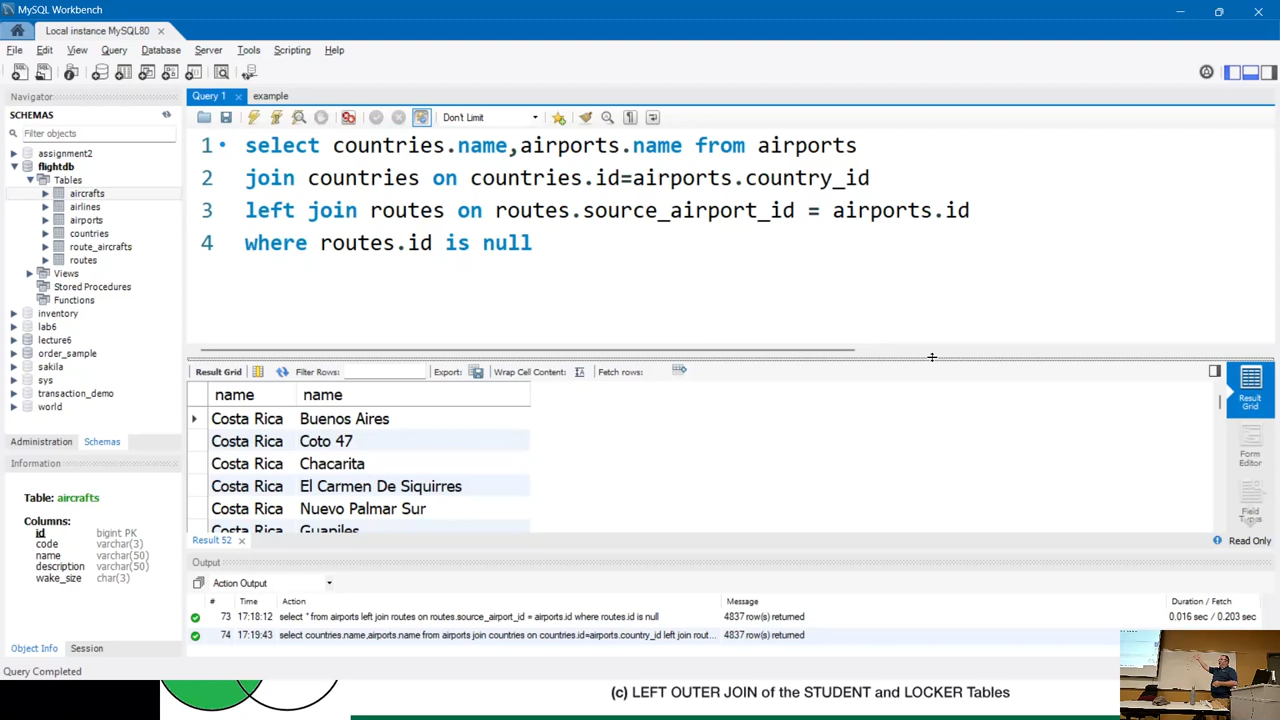 MySQL Workbench
Local instance MySQL80
File Edit View Query Database Server Tools Scripting Help
Navigator
SCHEMAS
Filter objects
assignment2
flightdb
Tables
aircrafts
airlines
airports
countries
route_aircrafts
routes
Views
Stored Procedures
Functions
inventory
lab6
lecture6
order_sample
sakila
sys
transaction_demo
world
Administration Schemas
Information
Table: aircrafts
Columns:
id bigint PK
code varchar(3)
name varchar(50)
description varchar(50)
wake_size char(3)
Object Info Session
Query Completed
Query 1 example
Don't Limit
1 select countries.name,airports.name from airports
2 join countries on countries.id=airports.country_id
3 left join routes on routes.source_airport_id = airports.id
4 where routes.id is null
Result Grid Filter Rows: Export: Wrap Cell Content: Fetch rows:
name name
Costa Rica Buenos Aires
Costa Rica Coto 47
Costa Rica Chacarita
Costa Rica El Carmen De Siquirres
Costa Rica Nuevo Palmar Sur
Costa Rica Guapiles
Result Grid
Form Editor
Field Types
Result 52
Read Only
Output
Action Output
# Time Action Message Duration / Fetch
73 17:18:12 select * from airports left join routes on routes.source_airport_id = airports.id where routes.id is null 4837 row(s) returned 0.016 sec / 0.203 sec
74 17:19:43 select countries.name,airports.name from airports join countries on countries.id=airports.country_id left join rout... 4837 row(s) returned
(c) LEFT OUTER JOIN of the STUDENT and LOCKER Tables